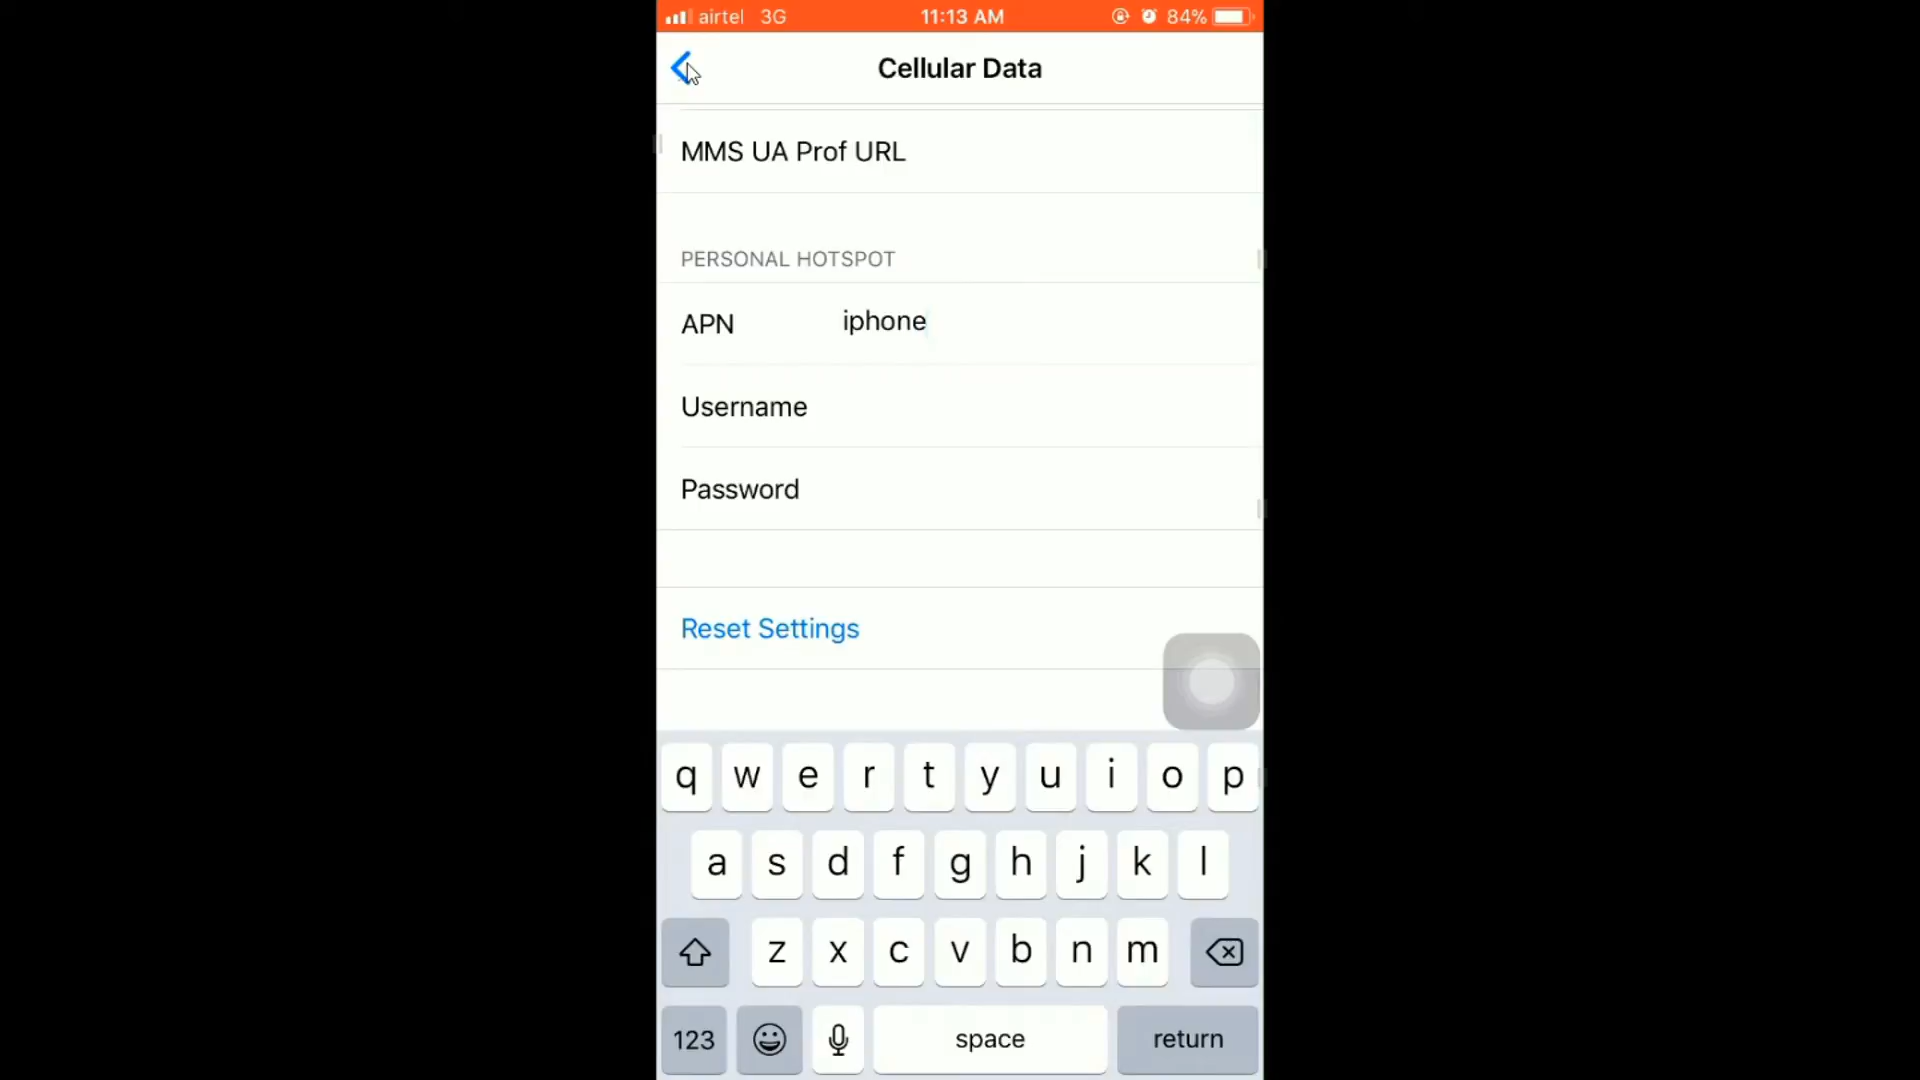 airtel 3G 11:13 AM 84%
Cellular Data
MMS UA Prof URL
PERSONAL HOTSPOT
APN iphone
Username
Password
Reset Settings
q w e r t y u i o p
a s d f g h j k l
z x c v b n m
123 space return